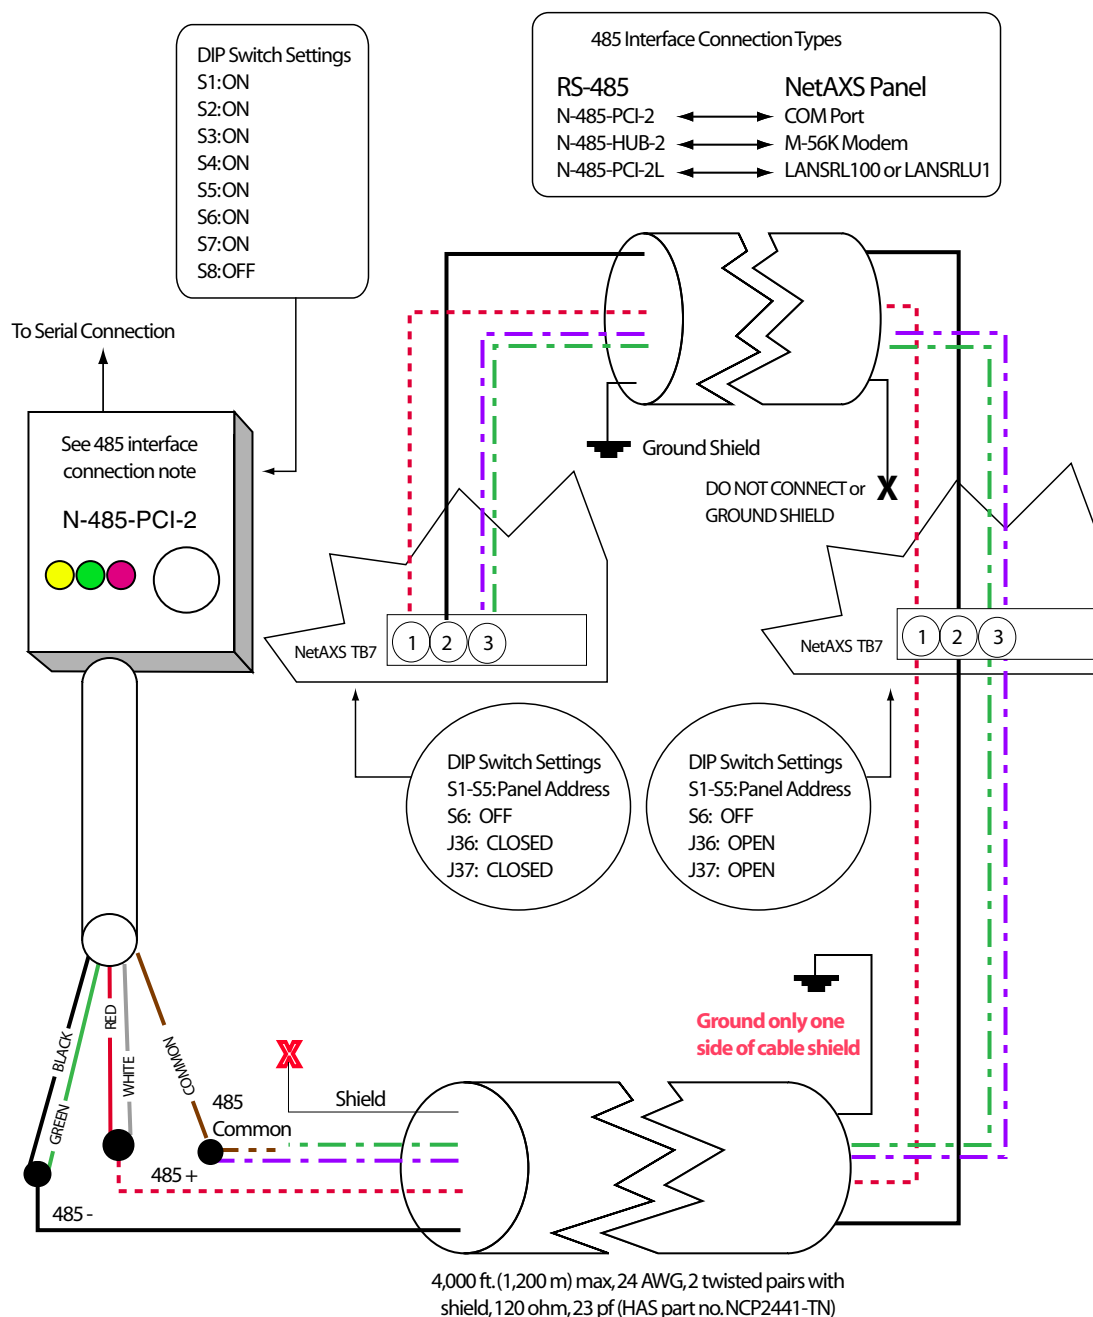 DIP Switch Settings
S1:ON
S2:ON
S3:ON
S4:ON
S5:ON
S6:ON
S7:ON
S8:OFF
485 Interface Connection Types
RS-485 NetAXS Panel
N-485-PCI-2 COM Port
N-485-HUB-2 M-56K Modem
N-485-PCI-2L LANSRL100 or LANSRLU1
To Serial Connection
See 485 interface
connection note
N-485-PCI-2
Ground Shield
DO NOT CONNECT or X
GROUND SHIELD
NetAXS TB7 1 2 3
NetAXS TB7 1 2 3
DIP Switch Settings
S1-S5:Panel Address
S6: OFF
J36: CLOSED
J37: CLOSED
DIP Switch Settings
S1-S5:Panel Address
S6: OFF
J36: OPEN
J37: OPEN
BLACK
GREEN
RED
WHITE
COMMON
X
Shield
485
Common
485 +
485 -
Ground only one
side of cable shield
4,000 ft. (1,200 m) max, 24 AWG, 2 twisted pairs with
shield, 120 ohm, 23 pf (HAS part no. NCP2441-TN)